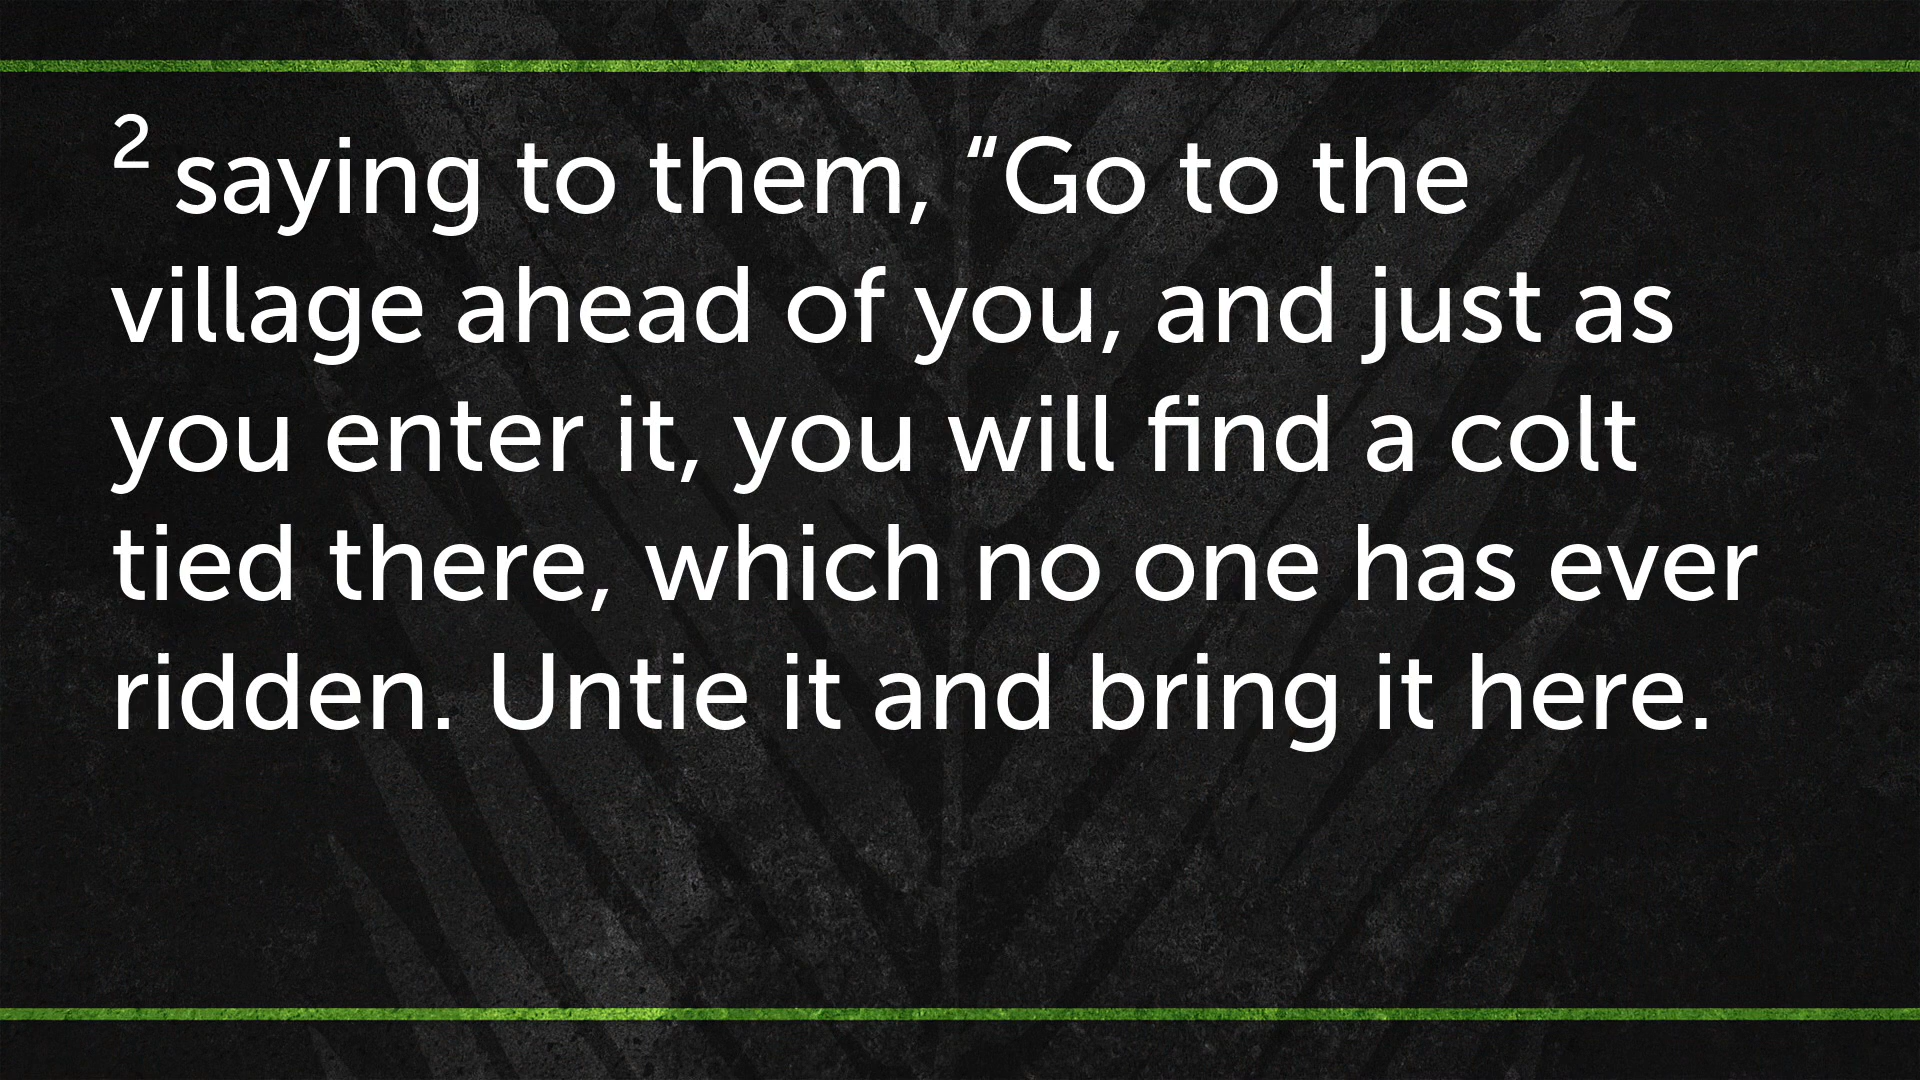 2 saying to them, “Go to the
village ahead of you, and just as
you enter it, you will find a colt
tied there, which no one has ever
ridden. Untie it and bring it here.